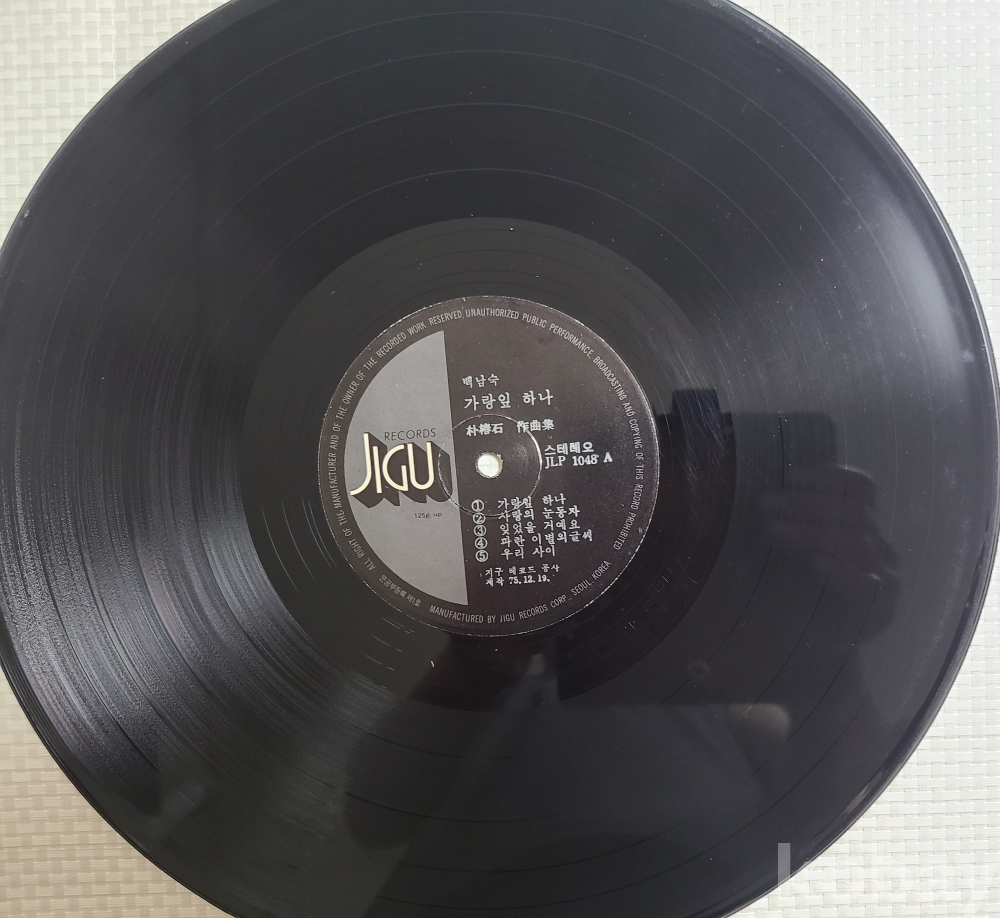 ALL RIGHT OF THE MANUFACTURER AND OF THE OWNER OF THE RECORDED WORK RESERVED, UNAUTHORIZED PUBLIC PERFORMANCE, BROADCASTING AND COPYING OF THIS RECORD PROHIBITED
백남숙
가랑잎 하나
朴椿石 作曲集
RECORDS
JIGU
스테레오
JLP 1048 A
① 가랑잎 하나
② 사랑의 눈동자
③ 잊었을 거예요
④ 파란 이별의글씨
⑤ 우리 사이
지구 레코드 공사
제작 75.12.19.
MANUFACTURED BY JIGU RECORDS CORP., SEOUL, KOREA